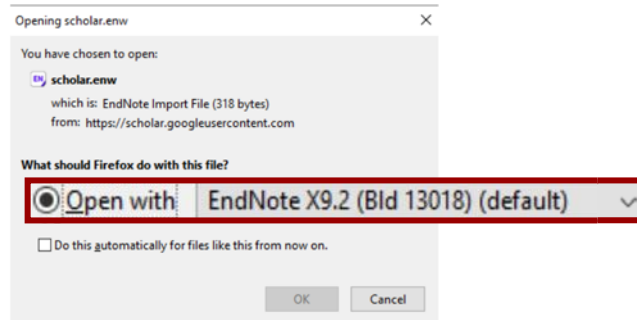 Opening scholar.enw
You have chosen to open:
EN scholar.enw
which is: EndNote Import File (318 bytes)
from: https://scholar.googleusercontent.com
What should Firefox do with this file?
Open with EndNote X9.2 (Bld 13018) (default)
Do this automatically for files like this from now on.
OK Cancel